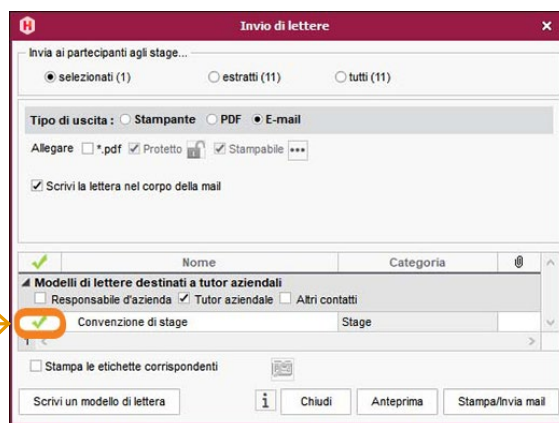 Invio di lettere
Invia ai partecipanti agli stage...
selezionati (1) estratti (11) tutti (11)
Tipo di uscita : Stampante PDF E-mail
Allegare *.pdf Protetto Stampabile
Scrivi la lettera nel corpo della mail
Nome Categoria
Modelli di lettere destinati a tutor aziendali
Responsabile d'azienda Tutor aziendale Altri contatti
Convenzione di stage Stage
1
Stampa le etichette corrispondenti
Scrivi un modello di lettera i Chiudi Anteprima Stampa/Invia mail